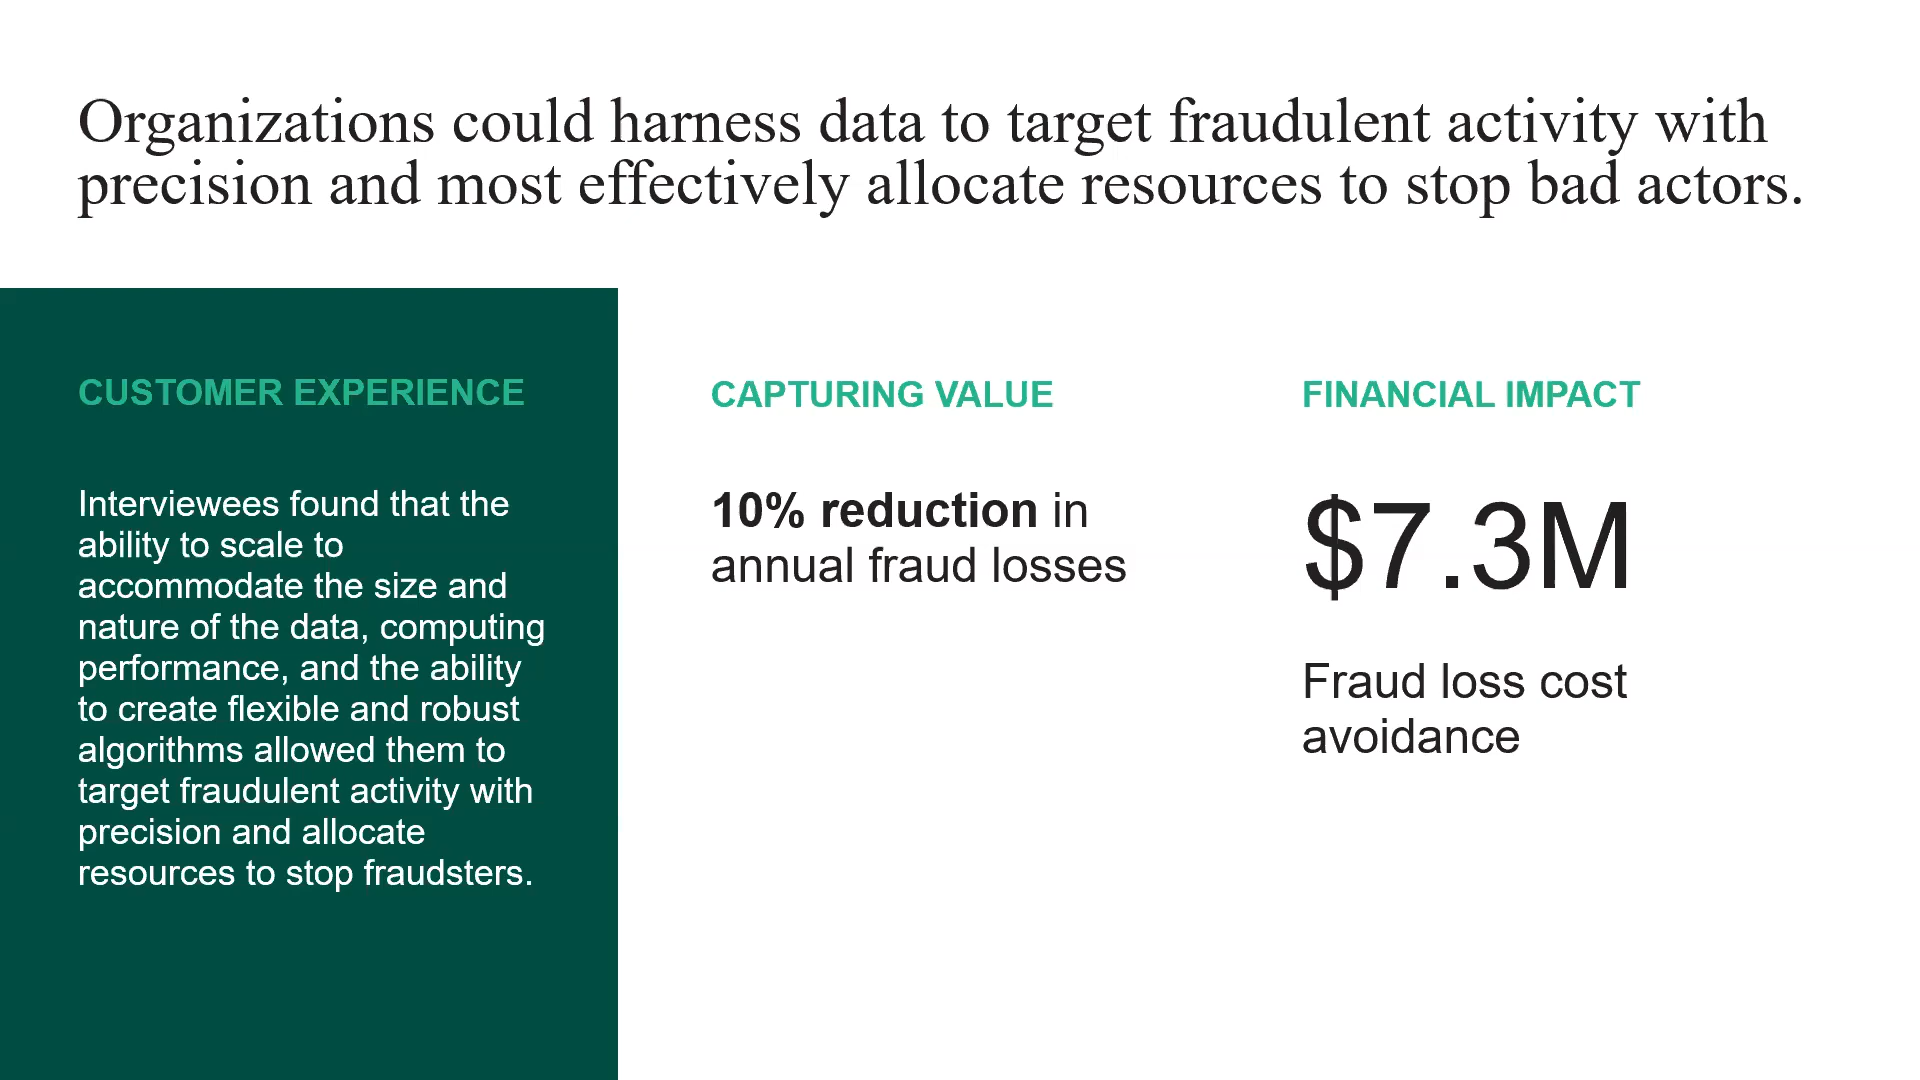 Organizations could harness data to target fraudulent activity with
precision and most effectively allocate resources to stop bad actors.
CUSTOMER EXPERIENCE
Interviewees found that the
ability to scale to
accommodate the size and
nature of the data, computing
performance, and the ability
to create flexible and robust
algorithms allowed them to
target fraudulent activity with
precision and allocate
resources to stop fraudsters.
CAPTURING VALUE
10% reduction in
annual fraud losses
FINANCIAL IMPACT
$7.3M
Fraud loss cost
avoidance